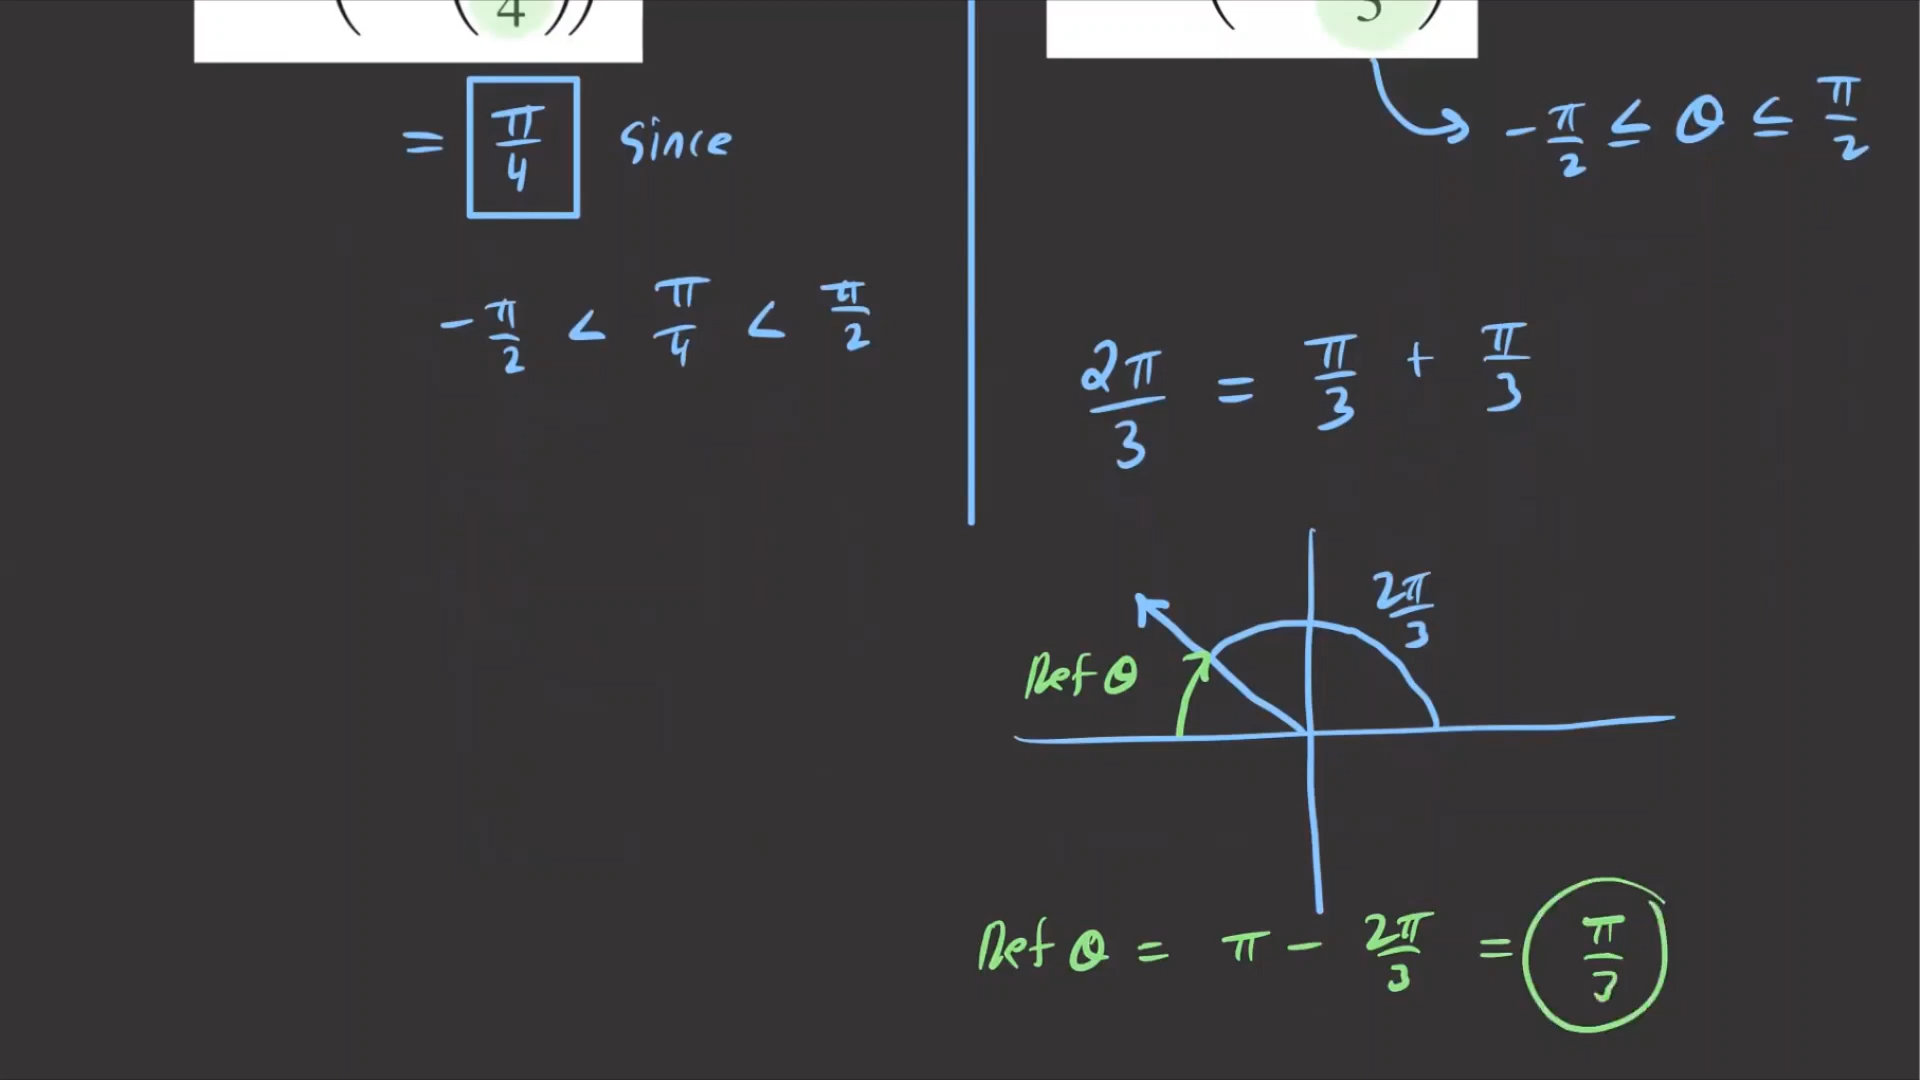 = π/4 since
-π/2 < π/4 < π/2
-π/2 ≤ θ ≤ π/2
2π/3 = π/3 + π/3
2π/3
Ref θ
Ref θ = π - 2π/3 = π/3